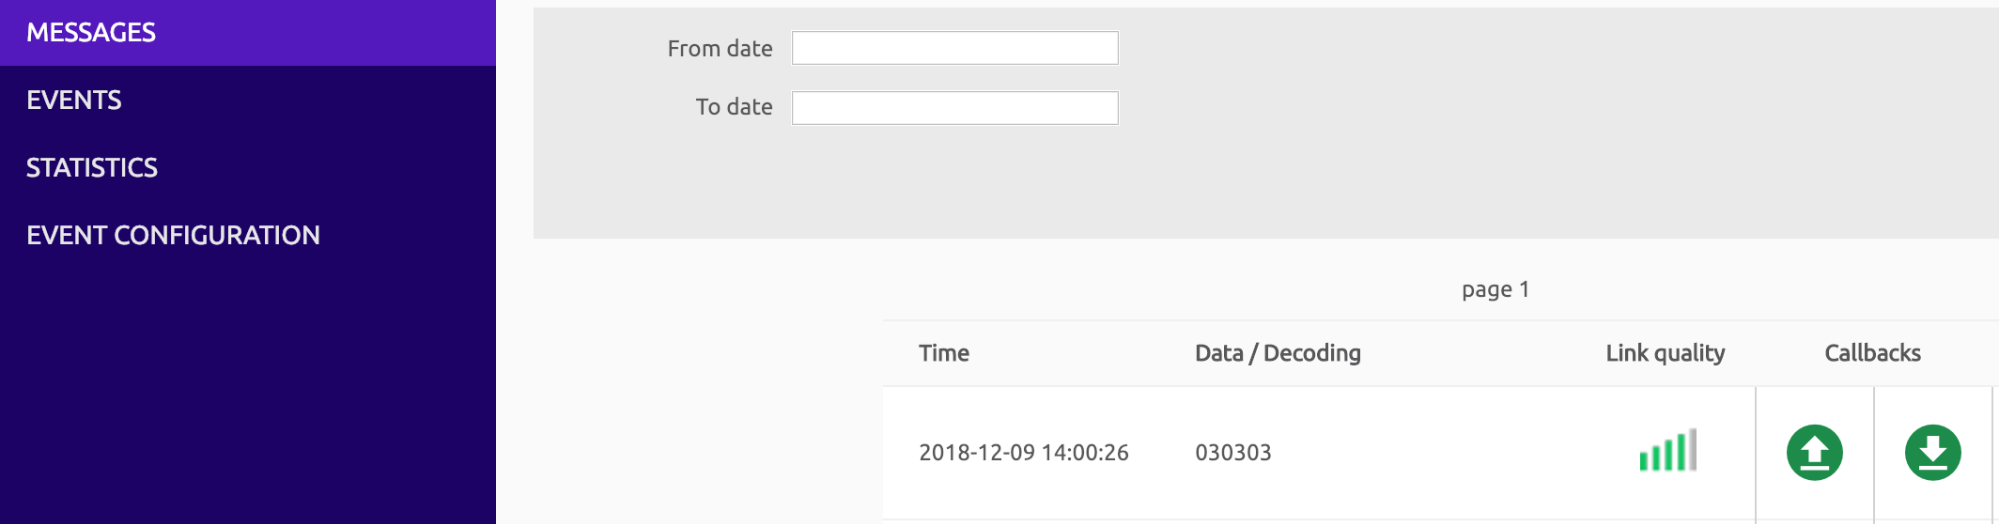 MESSAGES
EVENTS
STATISTICS
EVENT CONFIGURATION
From date
To date
page 1
Time Data / Decoding Link quality Callbacks
2018-12-09 14:00:26 030303